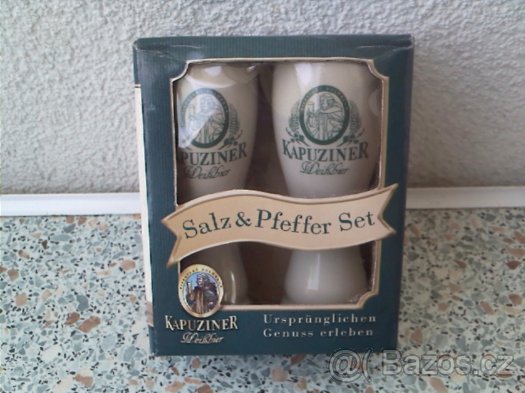 KAPUZINER
Weißbier
KAPUZINER
Weißbier
Salz & Pfeffer Set
KAPUZINER
Weißbier
Ursprünglichen
Genuss erleben
@( Bazos.cz